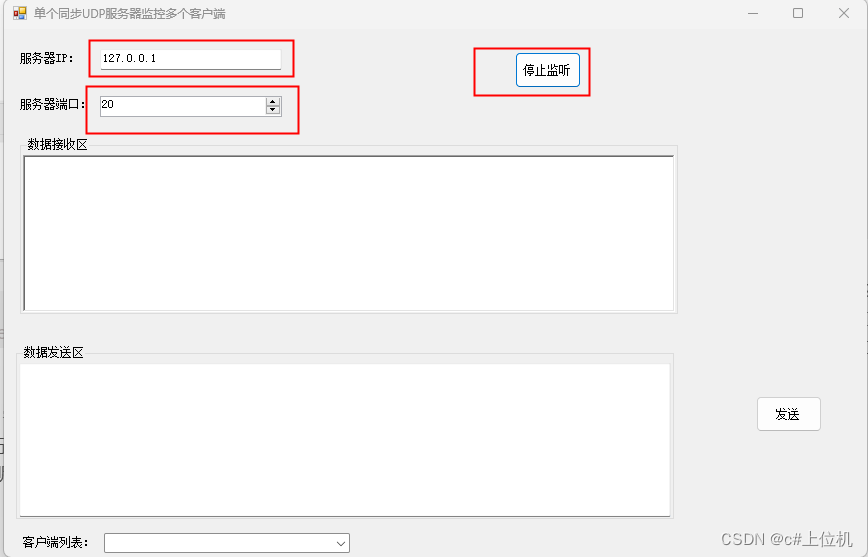 单个同步UDP服务器监控多个客户端
服务器IP： 127.0.0.1
停止监听
服务器端口： 20
数据接收区
数据发送区
发送
客户端列表：
CSDN @c#上位机